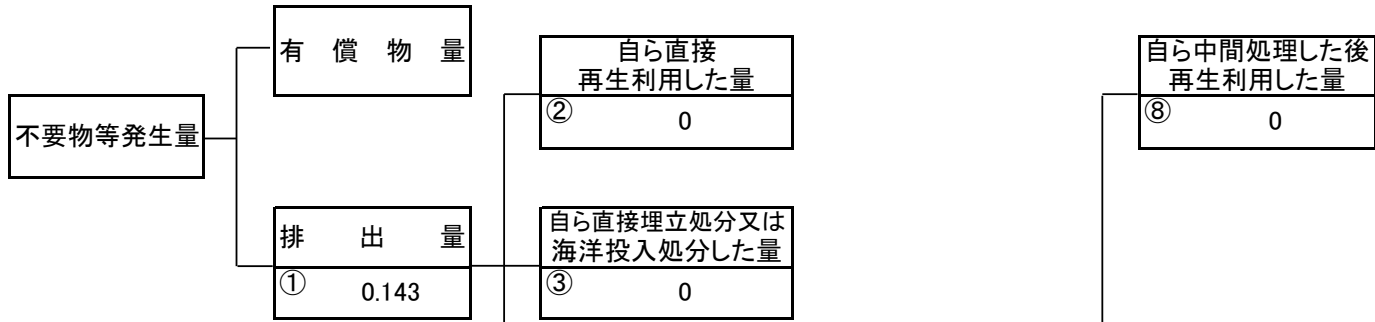 有償物量
自ら直接
再生利用した量
②
0
自ら中間処理した後
再生利用した量
⑧
0
不要物等発生量
排出量
①
0.143
自ら直接埋立処分又は
海洋投入処分した量
③
0